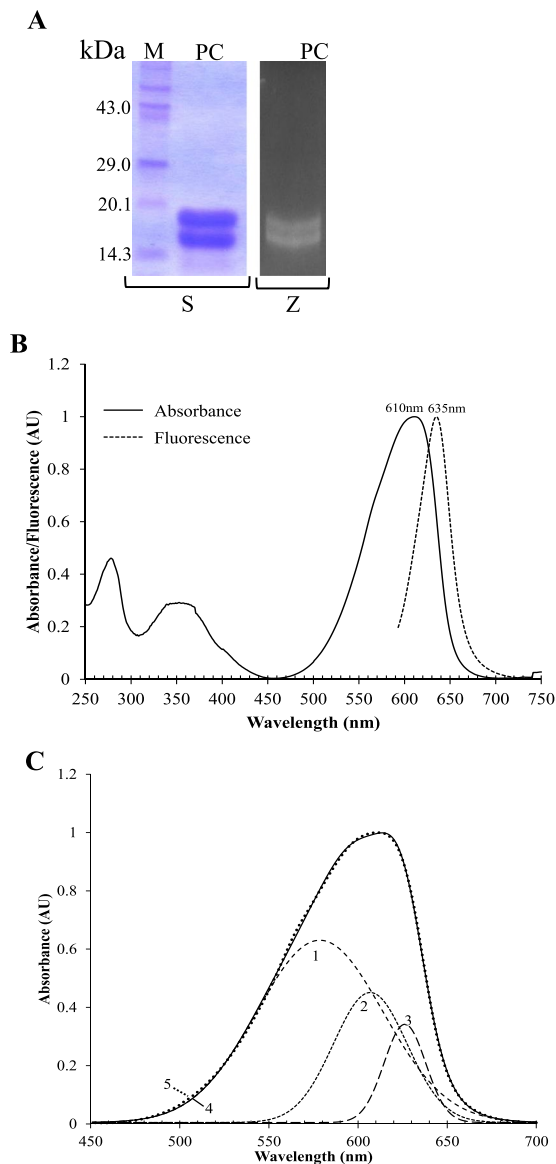 A
kDa M PC PC
43.0
29.0
20.1
14.3
S Z
B
1.2
1
0.8
0.6
0.4
0.2
0
Absorbance/Fluorescence (AU)
Absorbance
Fluorescence
610nm 635nm
250 300 350 400 450 500 550 600 650 700 750
Wavelength (nm)
C
1.2
1
0.8
0.6
0.4
0.2
0
Absorbance (AU)
1
2
3
5
4
450 500 550 600 650 700
Wavelength (nm)